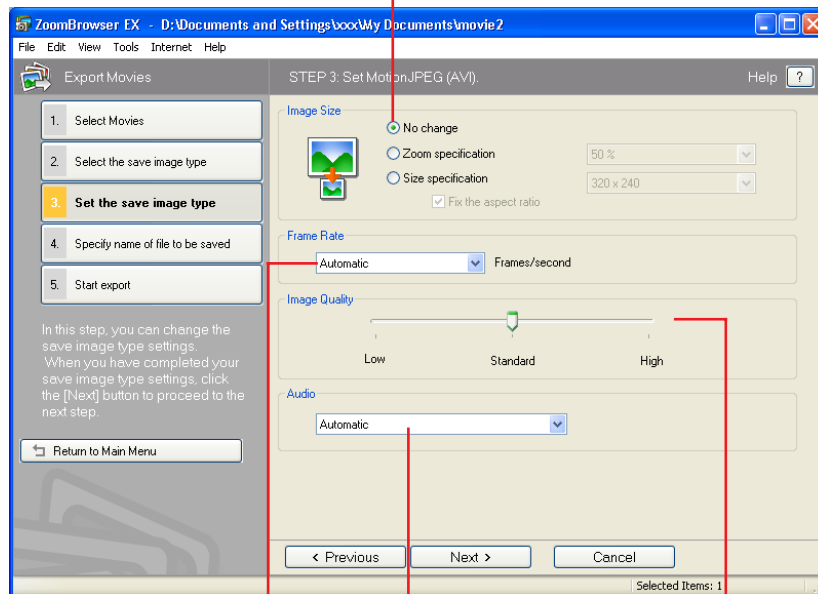 ZoomBrowser EX - D:\Documents and Settings\xxx\My Documents\movie2
File Edit View Tools Internet Help
Export Movies
STEP 3: Set MotionJPEG (AVI).
Help ?
1. Select Movies
2. Select the save image type
3. Set the save image type
4. Specify name of file to be saved
5. Start export
In this step, you can change the
save image type settings.
When you have completed your
save image type settings, click
the [Next] button to proceed to the
next step.
Return to Main Menu
Image Size
No change
Zoom specification
50 %
Size specification
320 x 240
Fix the aspect ratio
Frame Rate
Automatic
Frames/second
Image Quality
Low
Standard
High
Audio
Automatic
< Previous
Next >
Cancel
Selected Items: 1